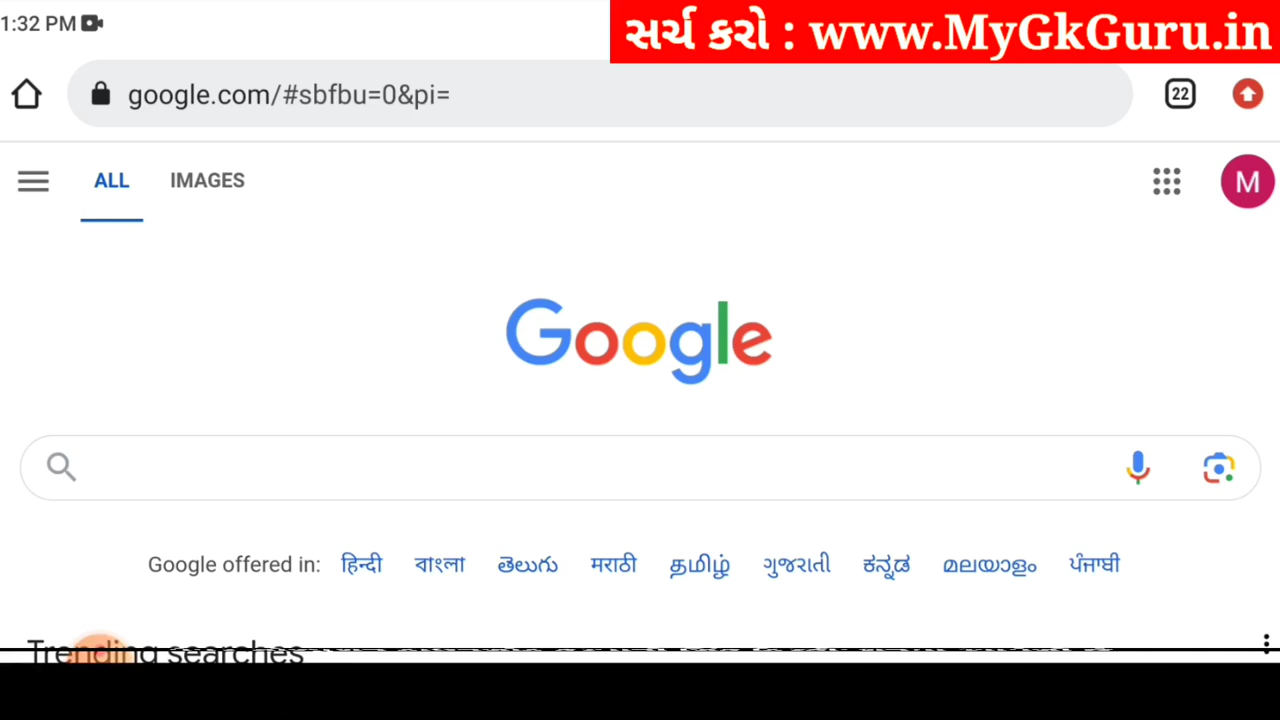 1:32 PM
સર્ચ કરો : www.MyGkGuru.in
google.com/#sbfbu=0&pi=
22
ALL IMAGES
M
Google
Google offered in: हिन्दी বাংলা తెలుగు मराठी தமிழ் ગુજરાતી ಕನ್ನಡ മലയാളം ਪੰਜਾਬੀ
Trending searches